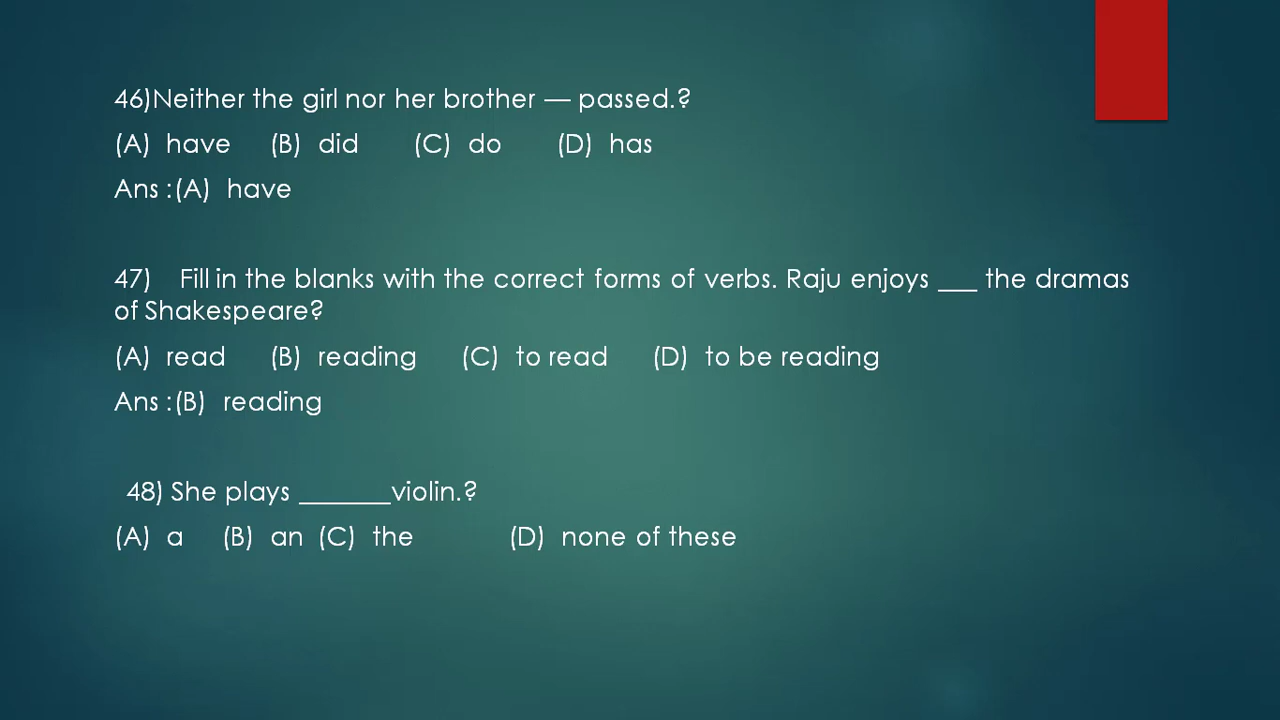 46)Neither the girl nor her brother — passed.?
(A) have (B) did (C) do (D) has
Ans :(A) have
47) Fill in the blanks with the correct forms of verbs. Raju enjoys ___ the dramas
of Shakespeare?
(A) read (B) reading (C) to read (D) to be reading
Ans :(B) reading
48) She plays _______violin.?
(A) a (B) an (C) the (D) none of these